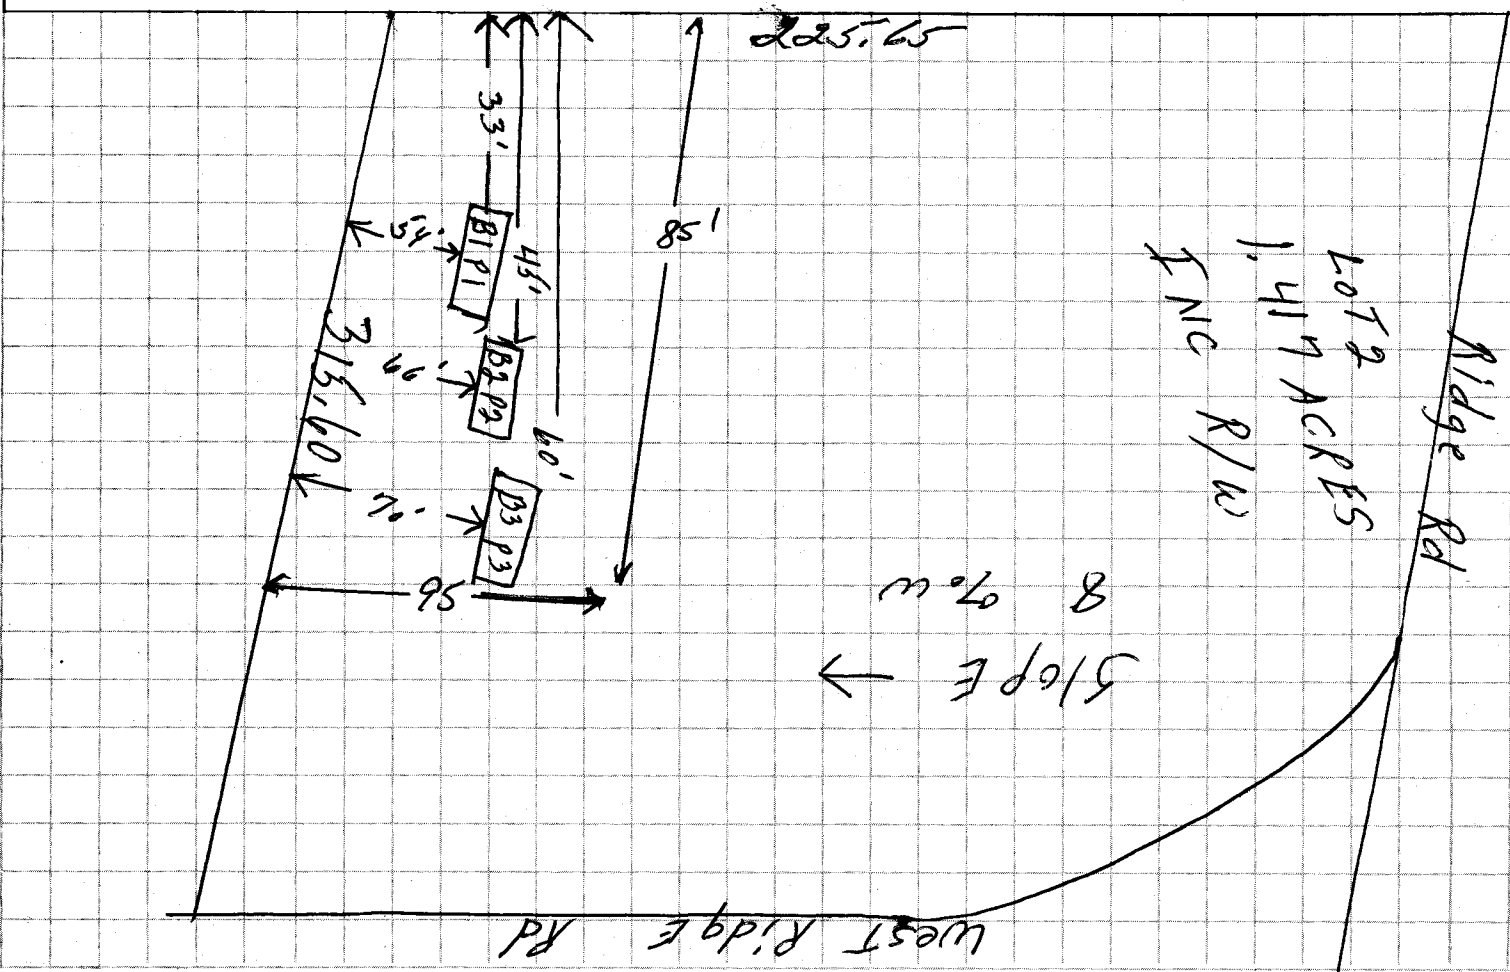 225.65
33'
B1 P1
54'
45'
B2 P2
66'
60'
B3 P3
70'
85'
95
315.60'
LOT 2
1.417 ACRES
INC R/W
Ridge Rd
8 % W
SlopE
West RidgE Rd